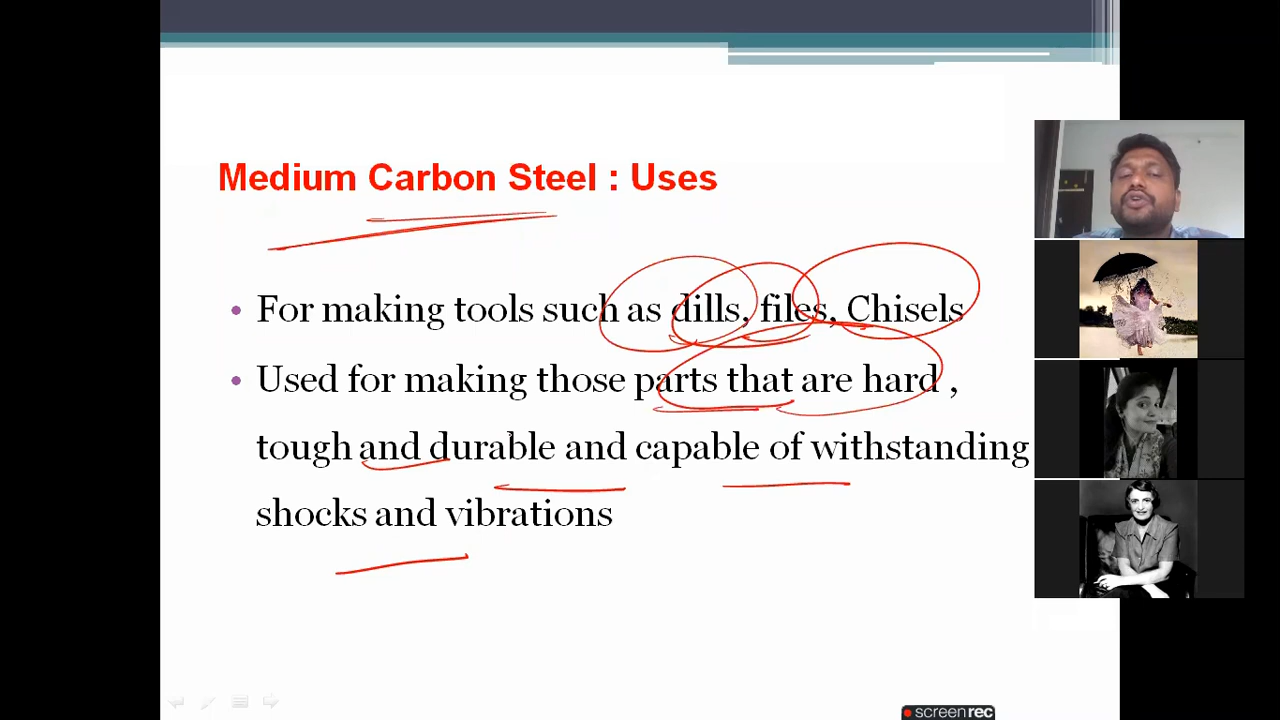 Medium Carbon Steel : Uses
• For making tools such as dills, files, Chisels
• Used for making those parts that are hard ,
tough and durable and capable of withstanding
shocks and vibrations
screenrec